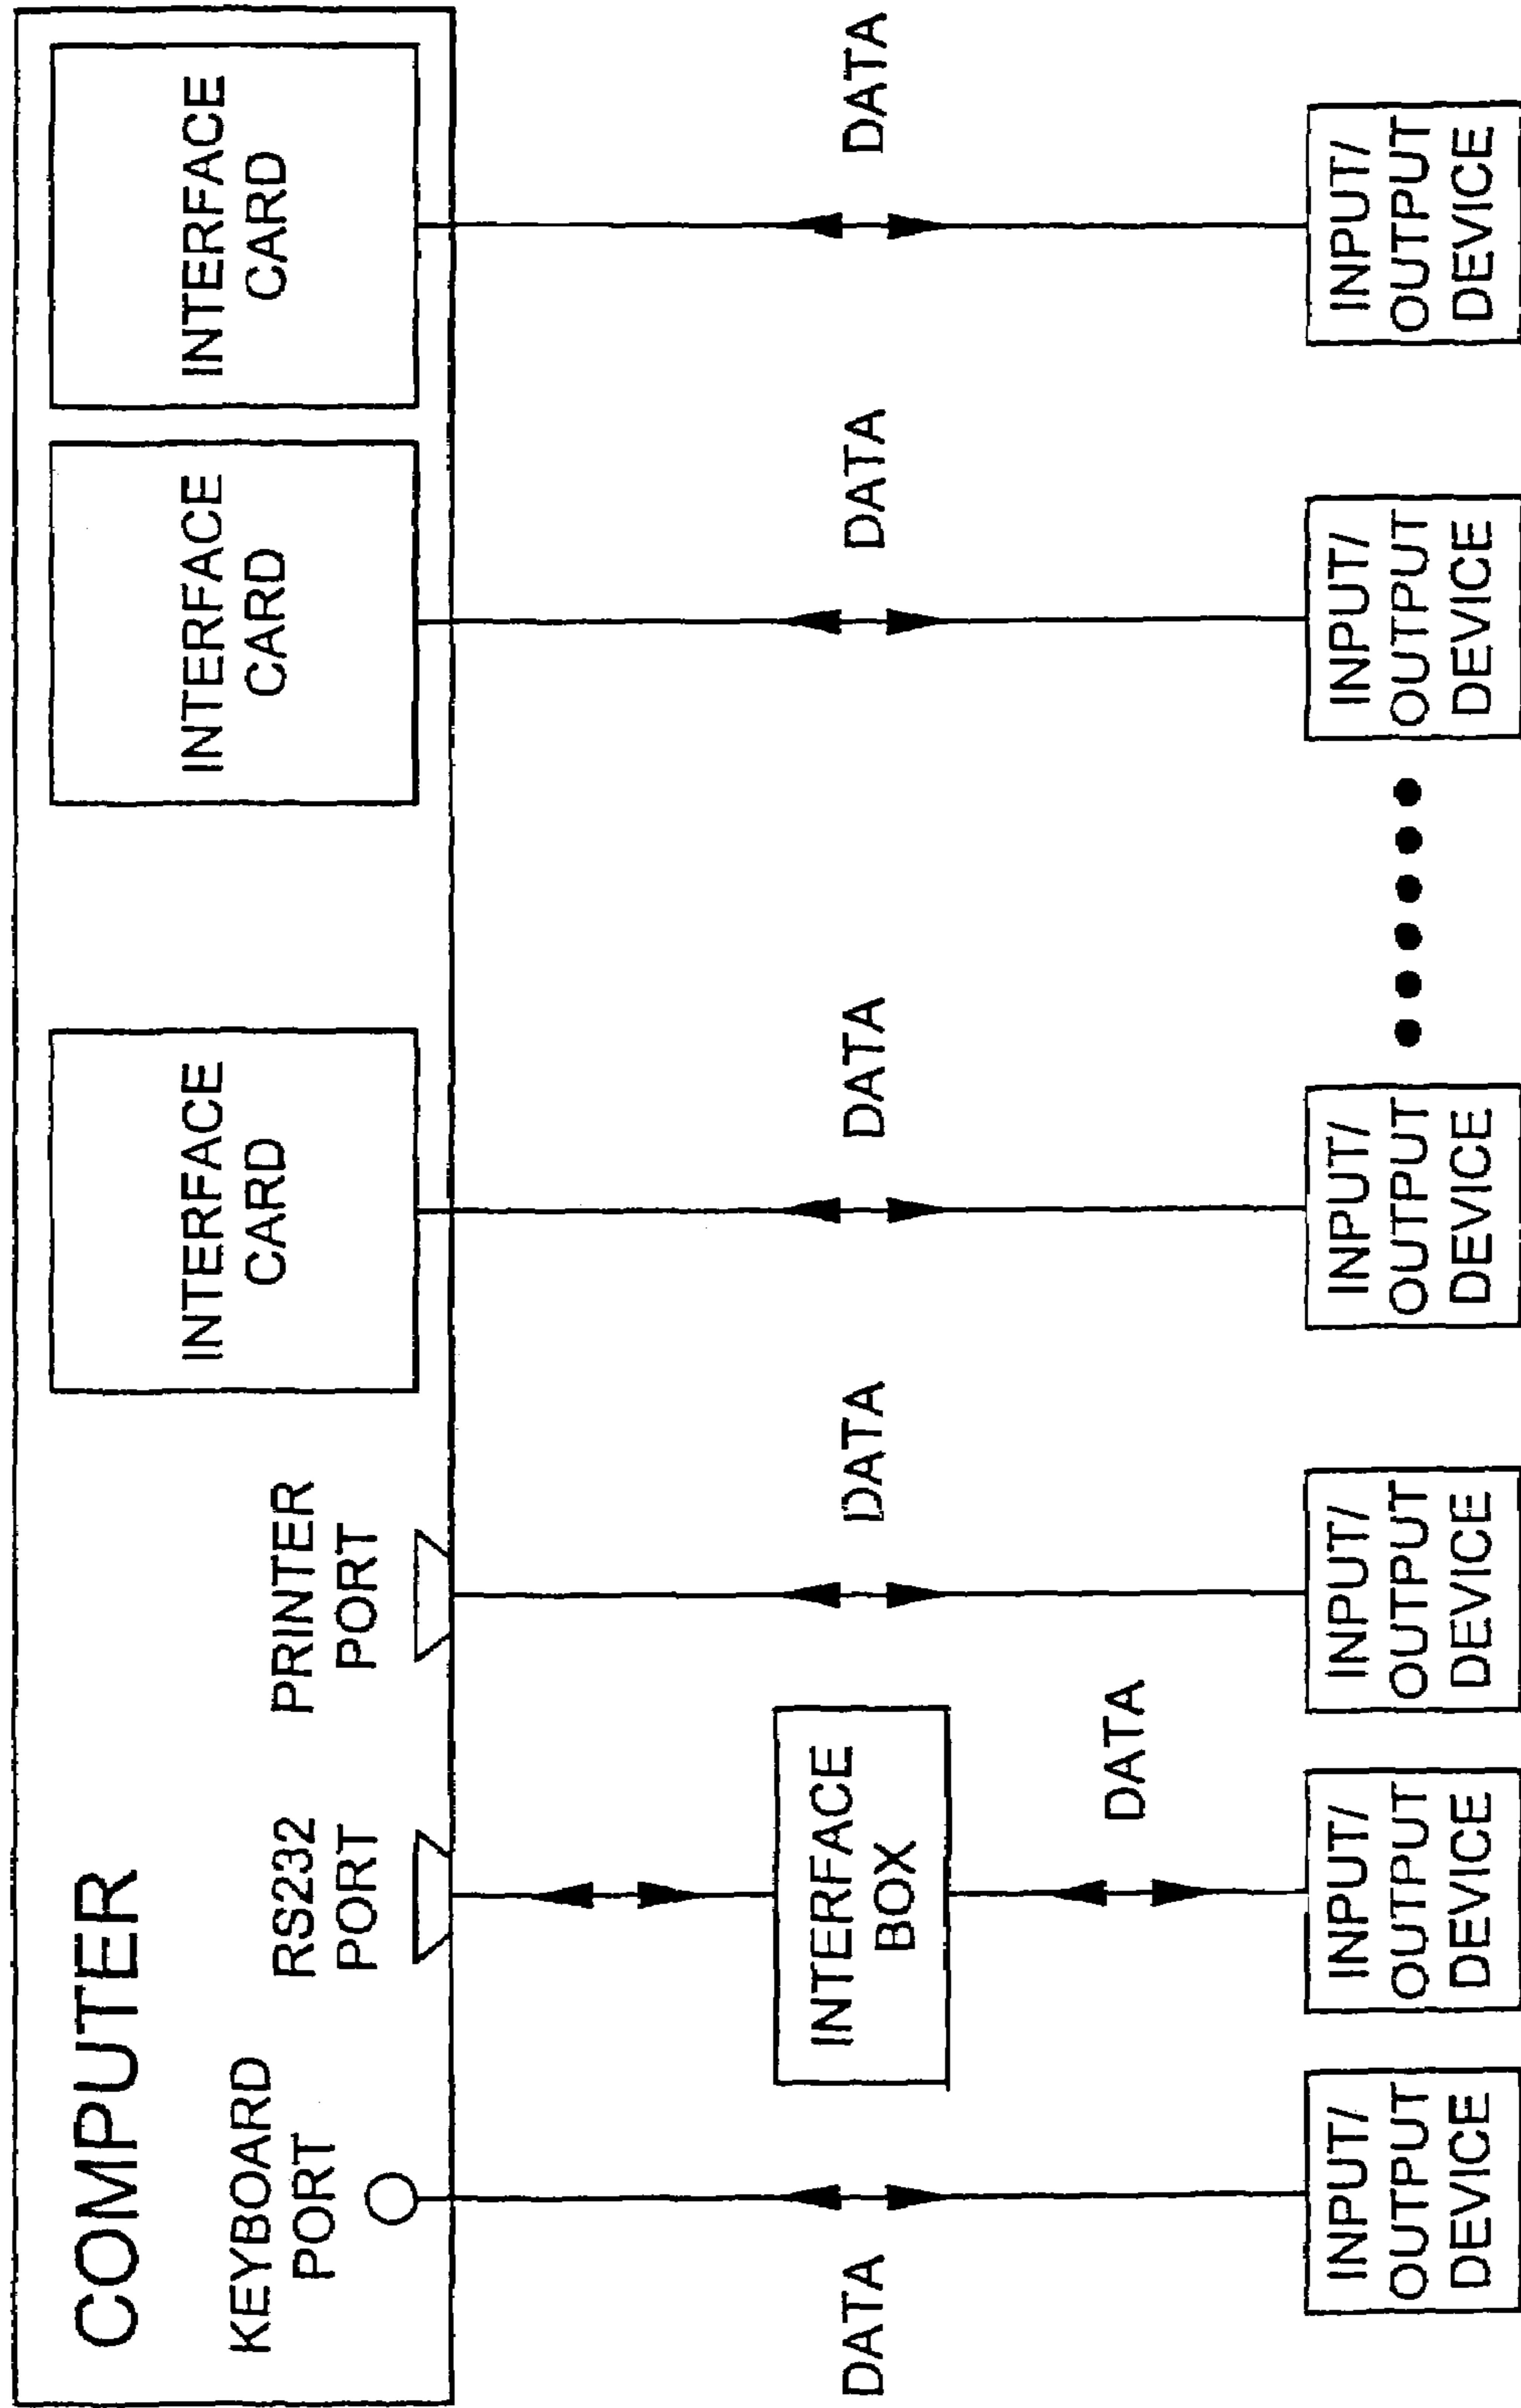 COMPUTER
KEYBOARD
PORT
RS232
PORT
PRINTER
PORT
INTERFACE
CARD
INTERFACE
CARD
INTERFACE
CARD
DATA
INTERFACE
BOX
DATA
DATA
DATA
DATA
DATA
INPUT/
OUTPUT
DEVICE
INPUT/
OUTPUT
DEVICE
INPUT/
OUTPUT
DEVICE
INPUT/
OUTPUT
DEVICE
INPUT/
OUTPUT
DEVICE
INPUT/
OUTPUT
DEVICE